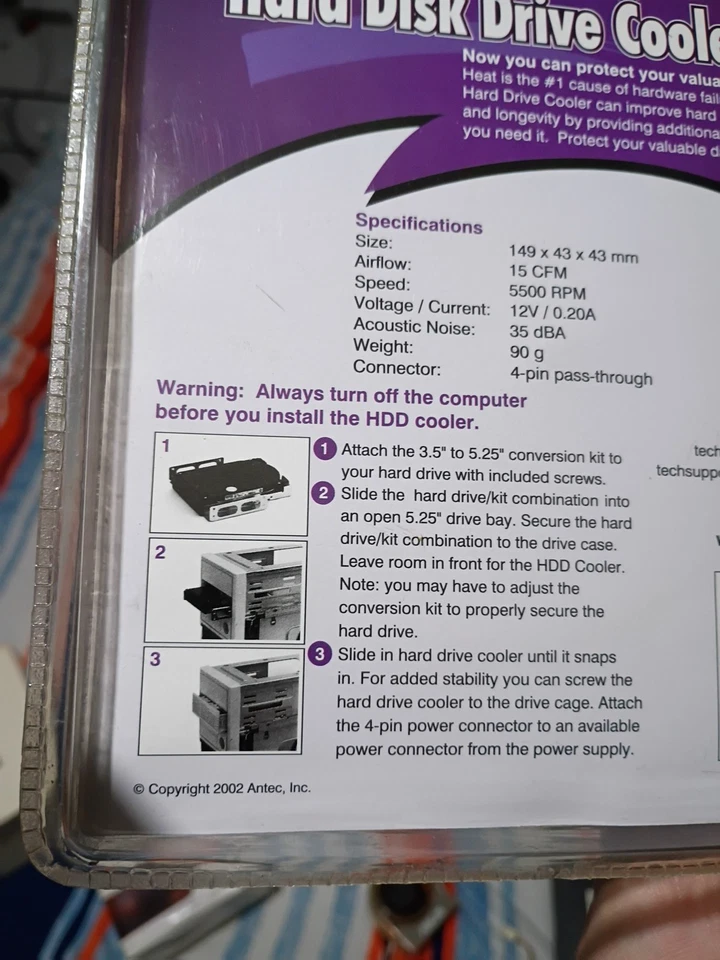 Hard Disk Drive
Now you can protect your
Heat is the #1 cause of hardware
Hard Drive Cooler can improve hard
and longevity by providing
you need it. Protect your valuable
Specifications
Size: 149 x 43 x 43 mm
Airflow: 15 CFM
Speed: 5500 RPM
Voltage / Current: 12V / 0.20A
Acoustic Noise: 35 dBA
Weight: 90 g
Connector: 4-pin pass-through
Warning: Always turn off the computer
before you install the HDD cooler.
1
1 Attach the 3.5" to 5.25" conversion kit to
your hard drive with included screws.
2 Slide the hard drive/kit combination into
an open 5.25" drive bay. Secure the hard
drive/kit combination to the drive case.
Leave room in front for the HDD Cooler.
Note: you may have to adjust the
conversion kit to properly secure the
hard drive.
2
3 Slide in hard drive cooler until it snaps
in. For added stability you can screw the
hard drive cooler to the drive cage. Attach
the 4-pin power connector to an available
power connector from the power supply.
3
© Copyright 2002 Antec, Inc.